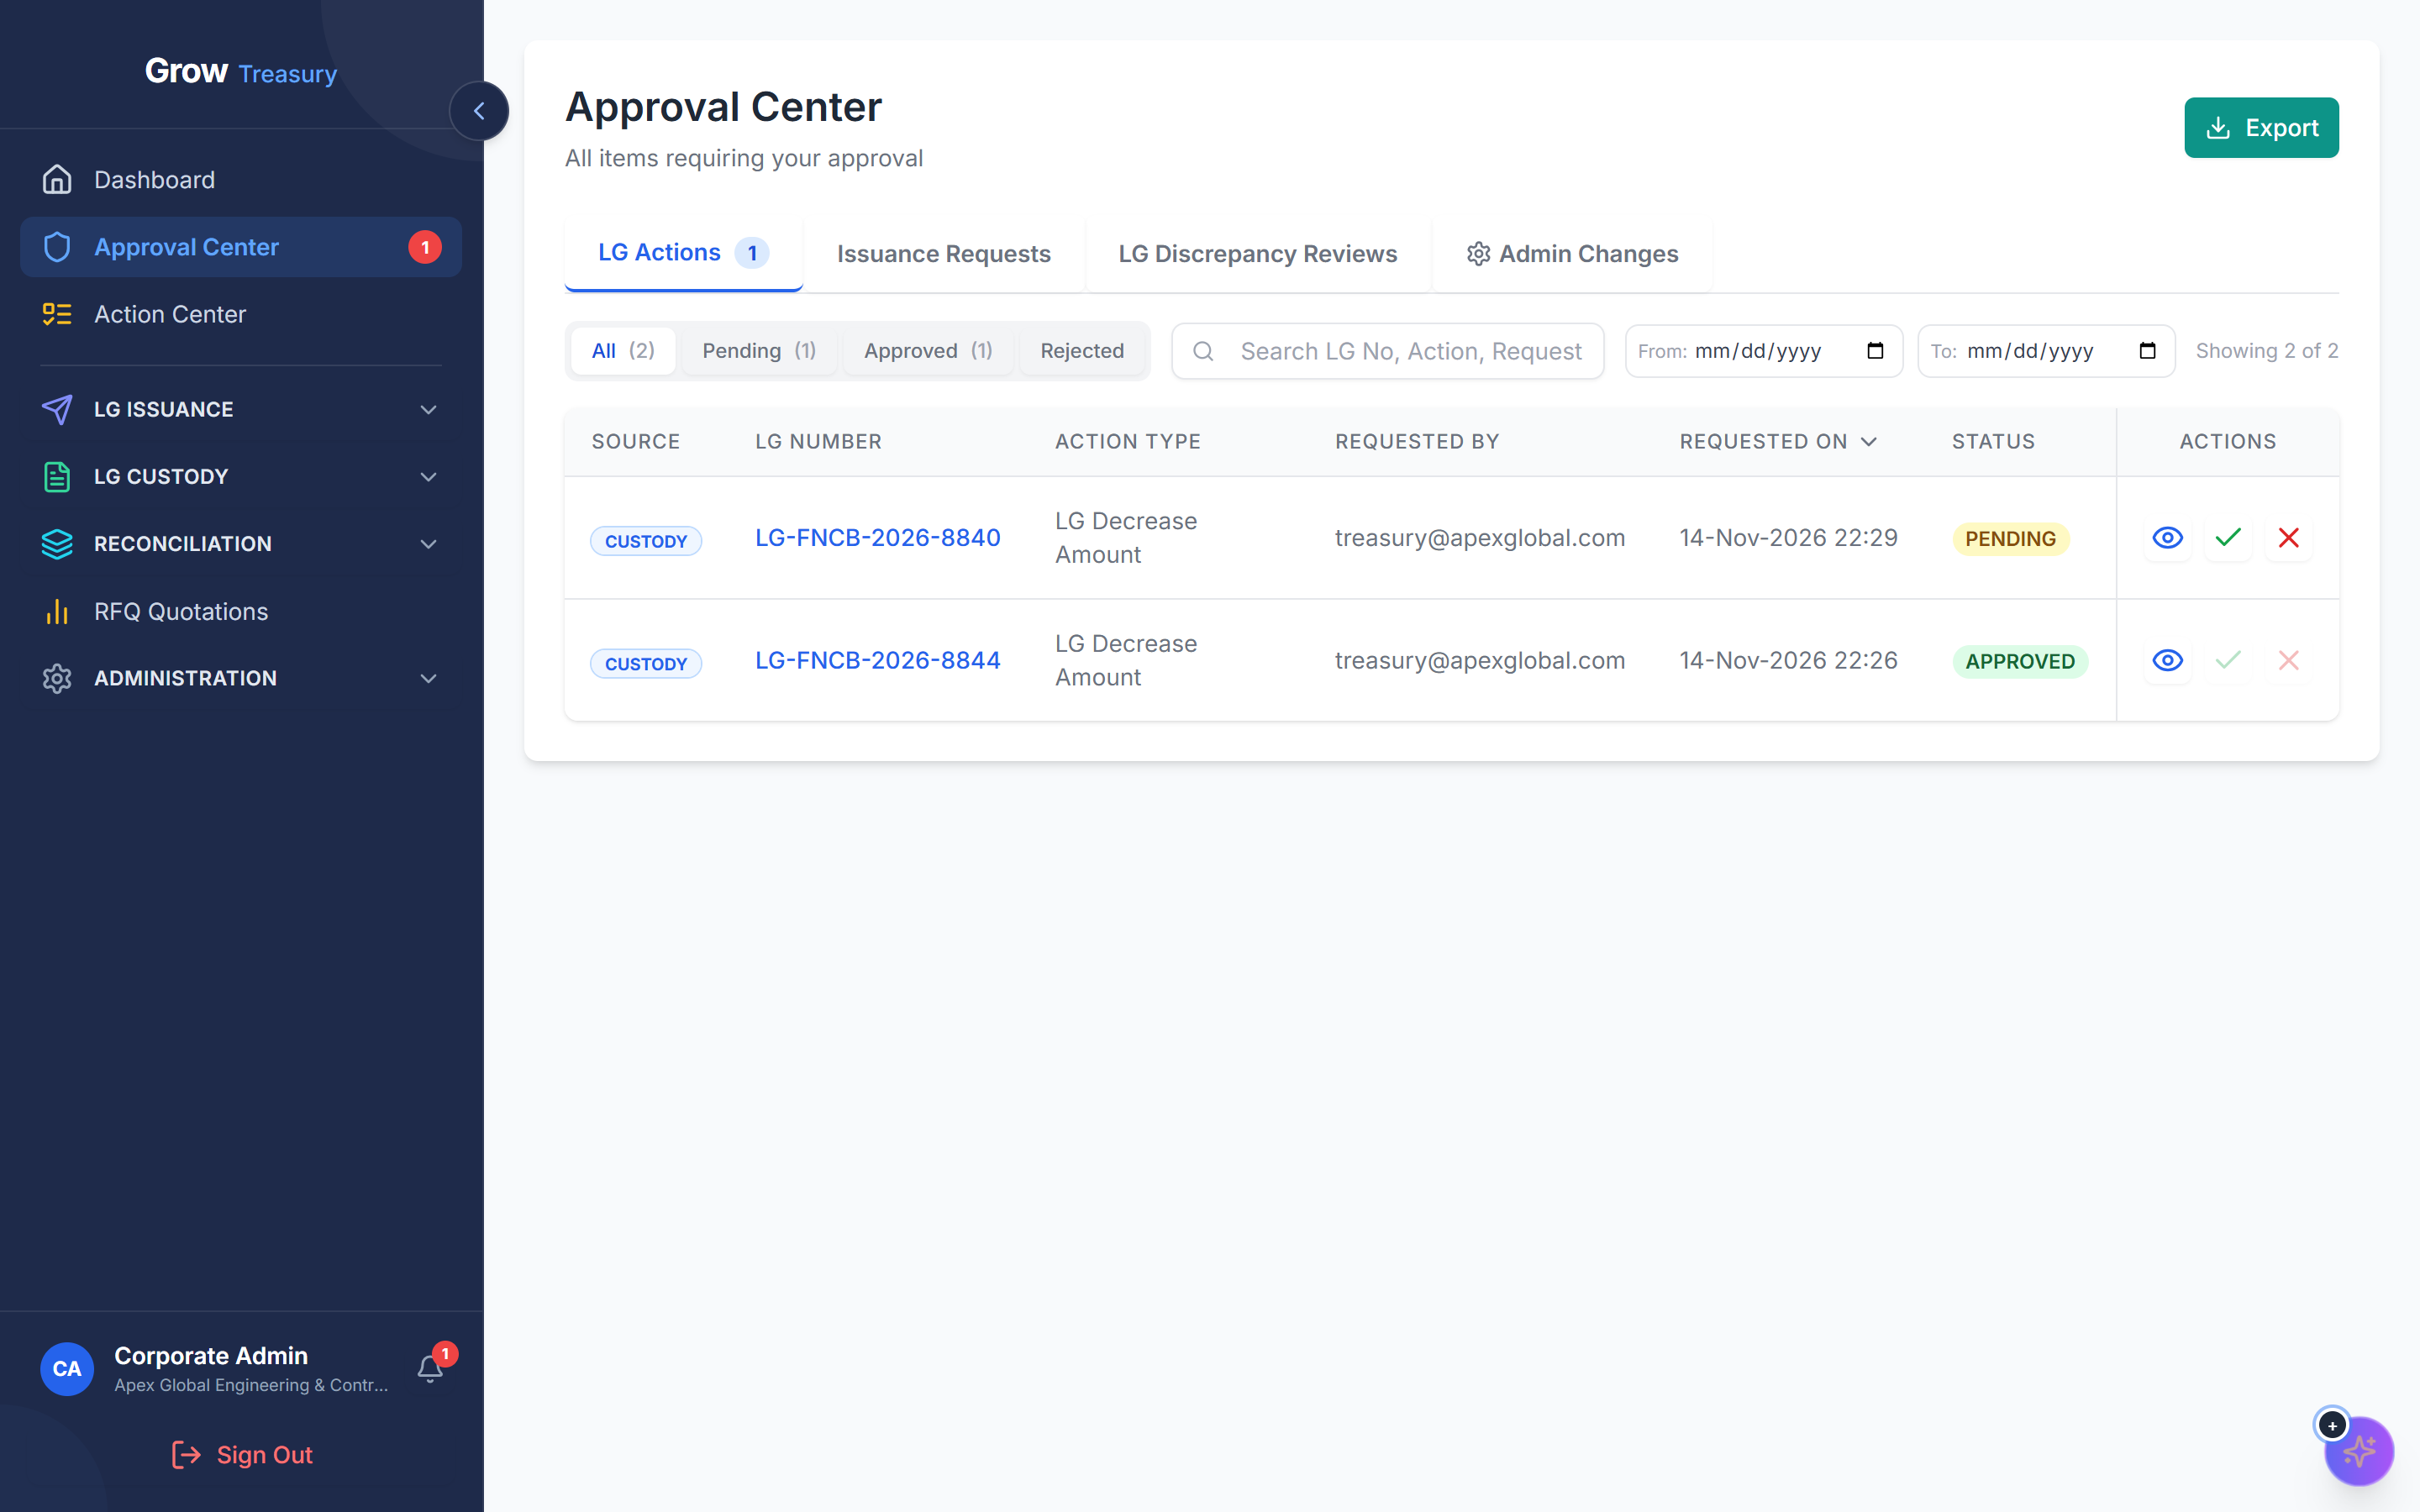 Grow Treasury
Dashboard
Approval Center 1
Action Center
LG ISSUANCE
LG CUSTODY
RECONCILIATION
RFQ Quotations
ADMINISTRATION
CA
Corporate Admin
Apex Global Engineering & Contr...
1
Sign Out
Approval Center
All items requiring your approval
Export
LG Actions 1
Issuance Requests
LG Discrepancy Reviews
Admin Changes
All (2)
Pending (1)
Approved (1)
Rejected
Search LG No, Action, Request
From: mm/dd/yyyy
To: mm/dd/yyyy
Showing 2 of 2
SOURCE LG NUMBER ACTION TYPE REQUESTED BY REQUESTED ON STATUS ACTIONS
CUSTODY LG-FNCB-2026-8840 LG Decrease
Amount
treasury@apexglobal.com 14-Nov-2026 22:29 PENDING
CUSTODY LG-FNCB-2026-8844 LG Decrease
Amount
treasury@apexglobal.com 14-Nov-2026 22:26 APPROVED
+